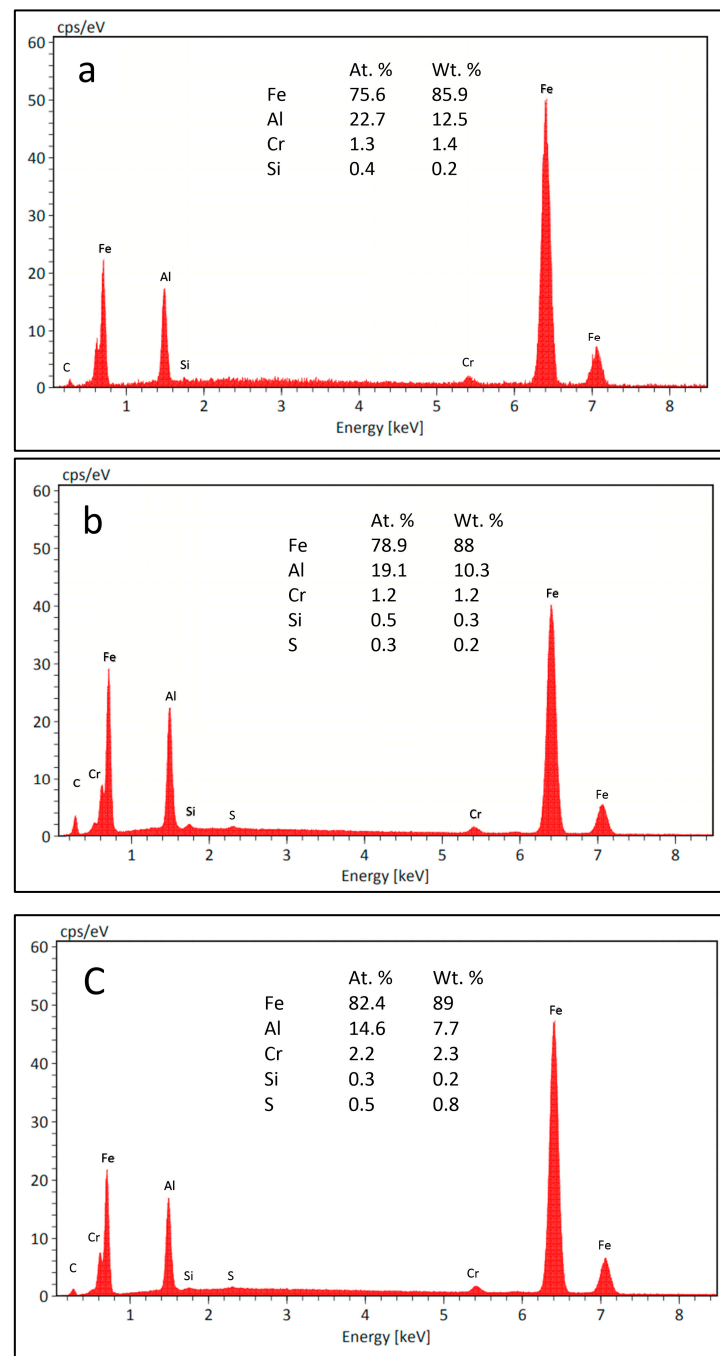 cps/eV
60
50
40
30
20
10
0
a
At. % Wt. %
Fe 75.6 85.9
Al 22.7 12.5
Cr 1.3 1.4
Si 0.4 0.2
C
Fe
Al
Si
Cr
Fe
Fe
1 2 3 4 5 6 7 8
Energy [keV]
cps/eV
60
50
40
30
20
10
0
b
At. % Wt. %
Fe 78.9 88
Al 19.1 10.3
Cr 1.2 1.2
Si 0.5 0.3
S 0.3 0.2
C
Cr
Fe
Al
Si
S
Cr
Fe
Fe
1 2 3 4 5 6 7 8
Energy [keV]
cps/eV
60
50
40
30
20
10
0
C
At. % Wt. %
Fe 82.4 89
Al 14.6 7.7
Cr 2.2 2.3
Si 0.3 0.2
S 0.5 0.8
C
Cr
Fe
Al
Si
S
Cr
Fe
Fe
1 2 3 4 5 6 7 8
Energy [keV]